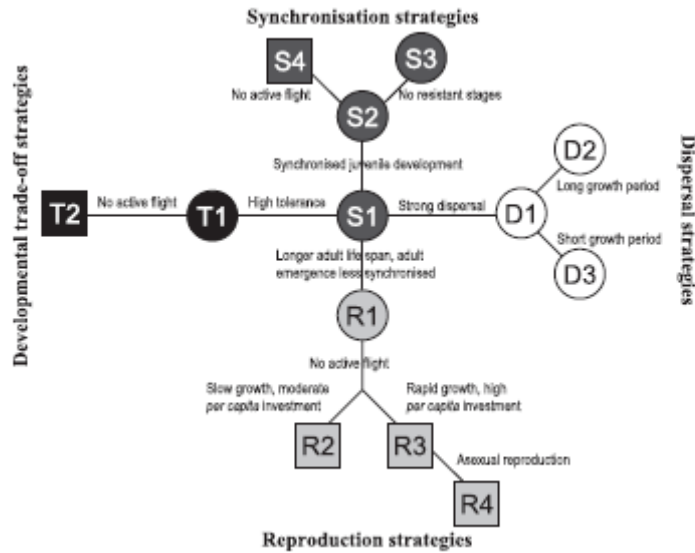 Synchronisation strategies
S4
S3
No active flight
No resistant stages
S2
Developmental trade-off strategies
Synchronised juvenile development
D2
Dispersal strategies
Long growth period
T2
No active flight
T1
High tolerance
S1
Strong dispersal
D1
Short growth period
Longer adult life span, adult
emergence less synchronised
D3
R1
No active flight
Slow growth, moderate
per capita investment
Rapid growth, high
per capita investment
R2
R3
Asexual reproduction
R4
Reproduction strategies